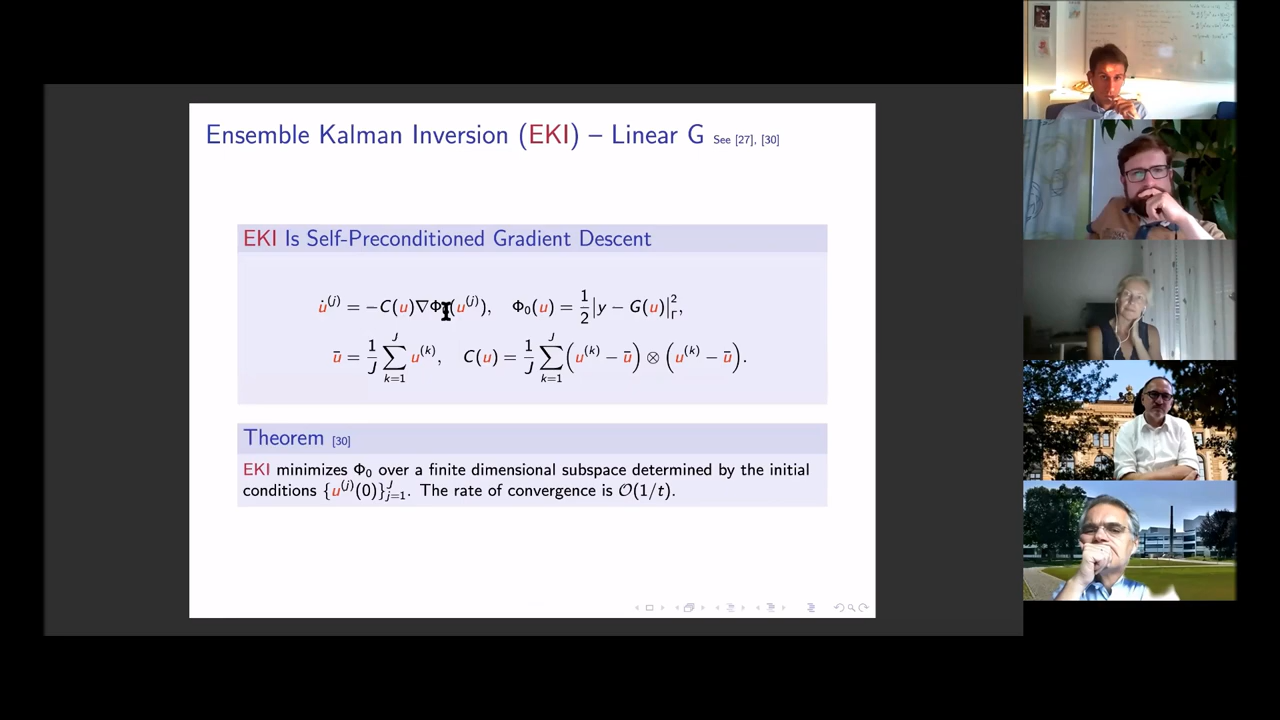 Ensemble Kalman Inversion (EKI) – Linear G See [27], [30]
EKI Is Self-Preconditioned Gradient Descent
u̇^(j) = −C(u)∇Φ (u^(j)), Φ₀(u) = 1/2 |y − G(u)|²_Γ,
ū = 1/J ∑_{k=1}^{J} u^(k), C(u) = 1/J ∑_{k=1}^{J} (u^(k) − ū) ⊗ (u^(k) − ū).
Theorem [30]
EKI minimizes Φ₀ over a finite dimensional subspace determined by the initial
conditions {u^(j)(0)}_{j=1}^{J}. The rate of convergence is 𝒪(1/t).